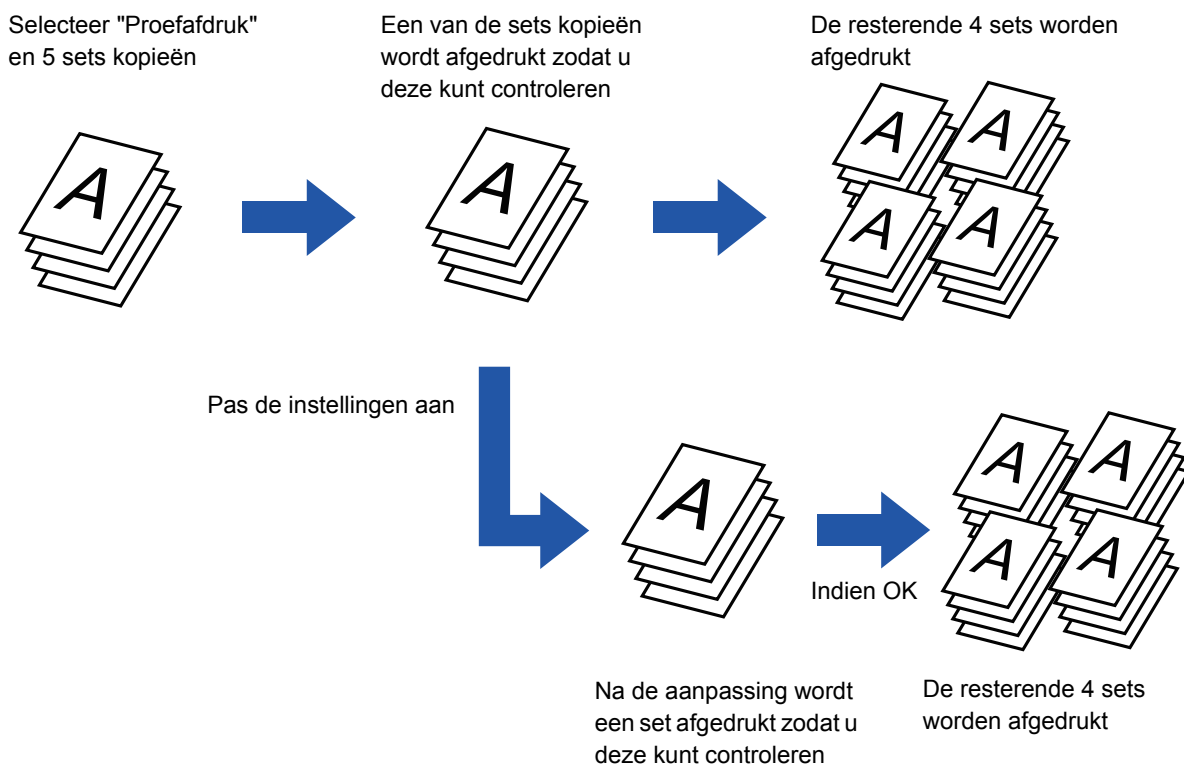 Selecteer "Proefafdruk"
en 5 sets kopieën
Een van de sets kopieën
wordt afgedrukt zodat u
deze kunt controleren
De resterende 4 sets worden
afgedrukt
A
A
A
A
A
A
Pas de instellingen aan
A
Indien OK
A
A
A
A
Na de aanpassing wordt
een set afgedrukt zodat u
deze kunt controleren
De resterende 4 sets
worden afgedrukt